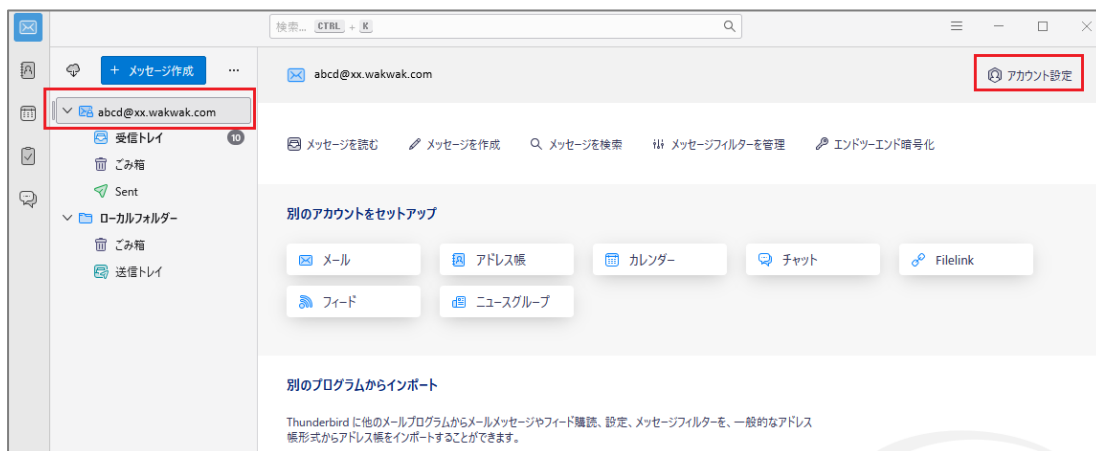 検索... CTRL + K
+ メッセージ作成 ...
abcd@xx.wakwak.com
受信トレイ 10
ごみ箱
Sent
ローカルフォルダー
ごみ箱
送信トレイ
abcd@xx.wakwak.com
アカウント設定
メッセージを読む メッセージを作成 メッセージを検索 メッセージフィルターを管理 エンドツーエンド暗号化
別のアカウントをセットアップ
メール アドレス帳 カレンダー チャット Filelink
フィード ニュースグループ
別のプログラムからインポート
Thunderbird に他のメールプログラムからメールメッセージやフィード購読、設定、メッセージフィルターを、一般的なアドレス
帳形式からアドレス帳をインポートすることができます。